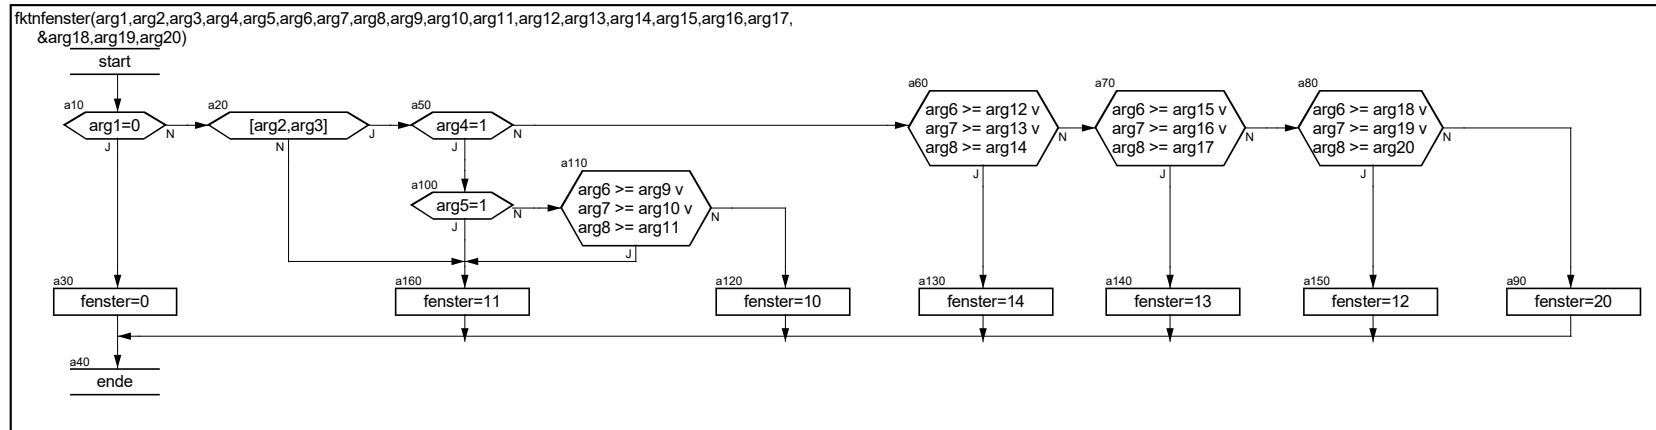 fktnfenster(arg1,arg2,arg3,arg4,arg5,arg6,arg7,arg8,arg9,arg10,arg11,arg12,arg13,arg14,arg15,arg16,arg17,
&arg18,arg19,arg20)
start
a10
arg1=0
N
J
a20
[arg2,arg3]
J
N
a50
arg4=1
N
J
a60
arg6 >= arg12 v
arg7 >= arg13 v
arg8 >= arg14
N
J
a70
arg6 >= arg15 v
arg7 >= arg16 v
arg8 >= arg17
N
J
a80
arg6 >= arg18 v
arg7 >= arg19 v
arg8 >= arg20
N
J
a100
arg5=1
N
J
a110
arg6 >= arg9 v
arg7 >= arg10 v
arg8 >= arg11
N
J
a30
fenster=0
a160
fenster=11
a120
fenster=10
a130
fenster=14
a140
fenster=13
a150
fenster=12
a90
fenster=20
a40
ende